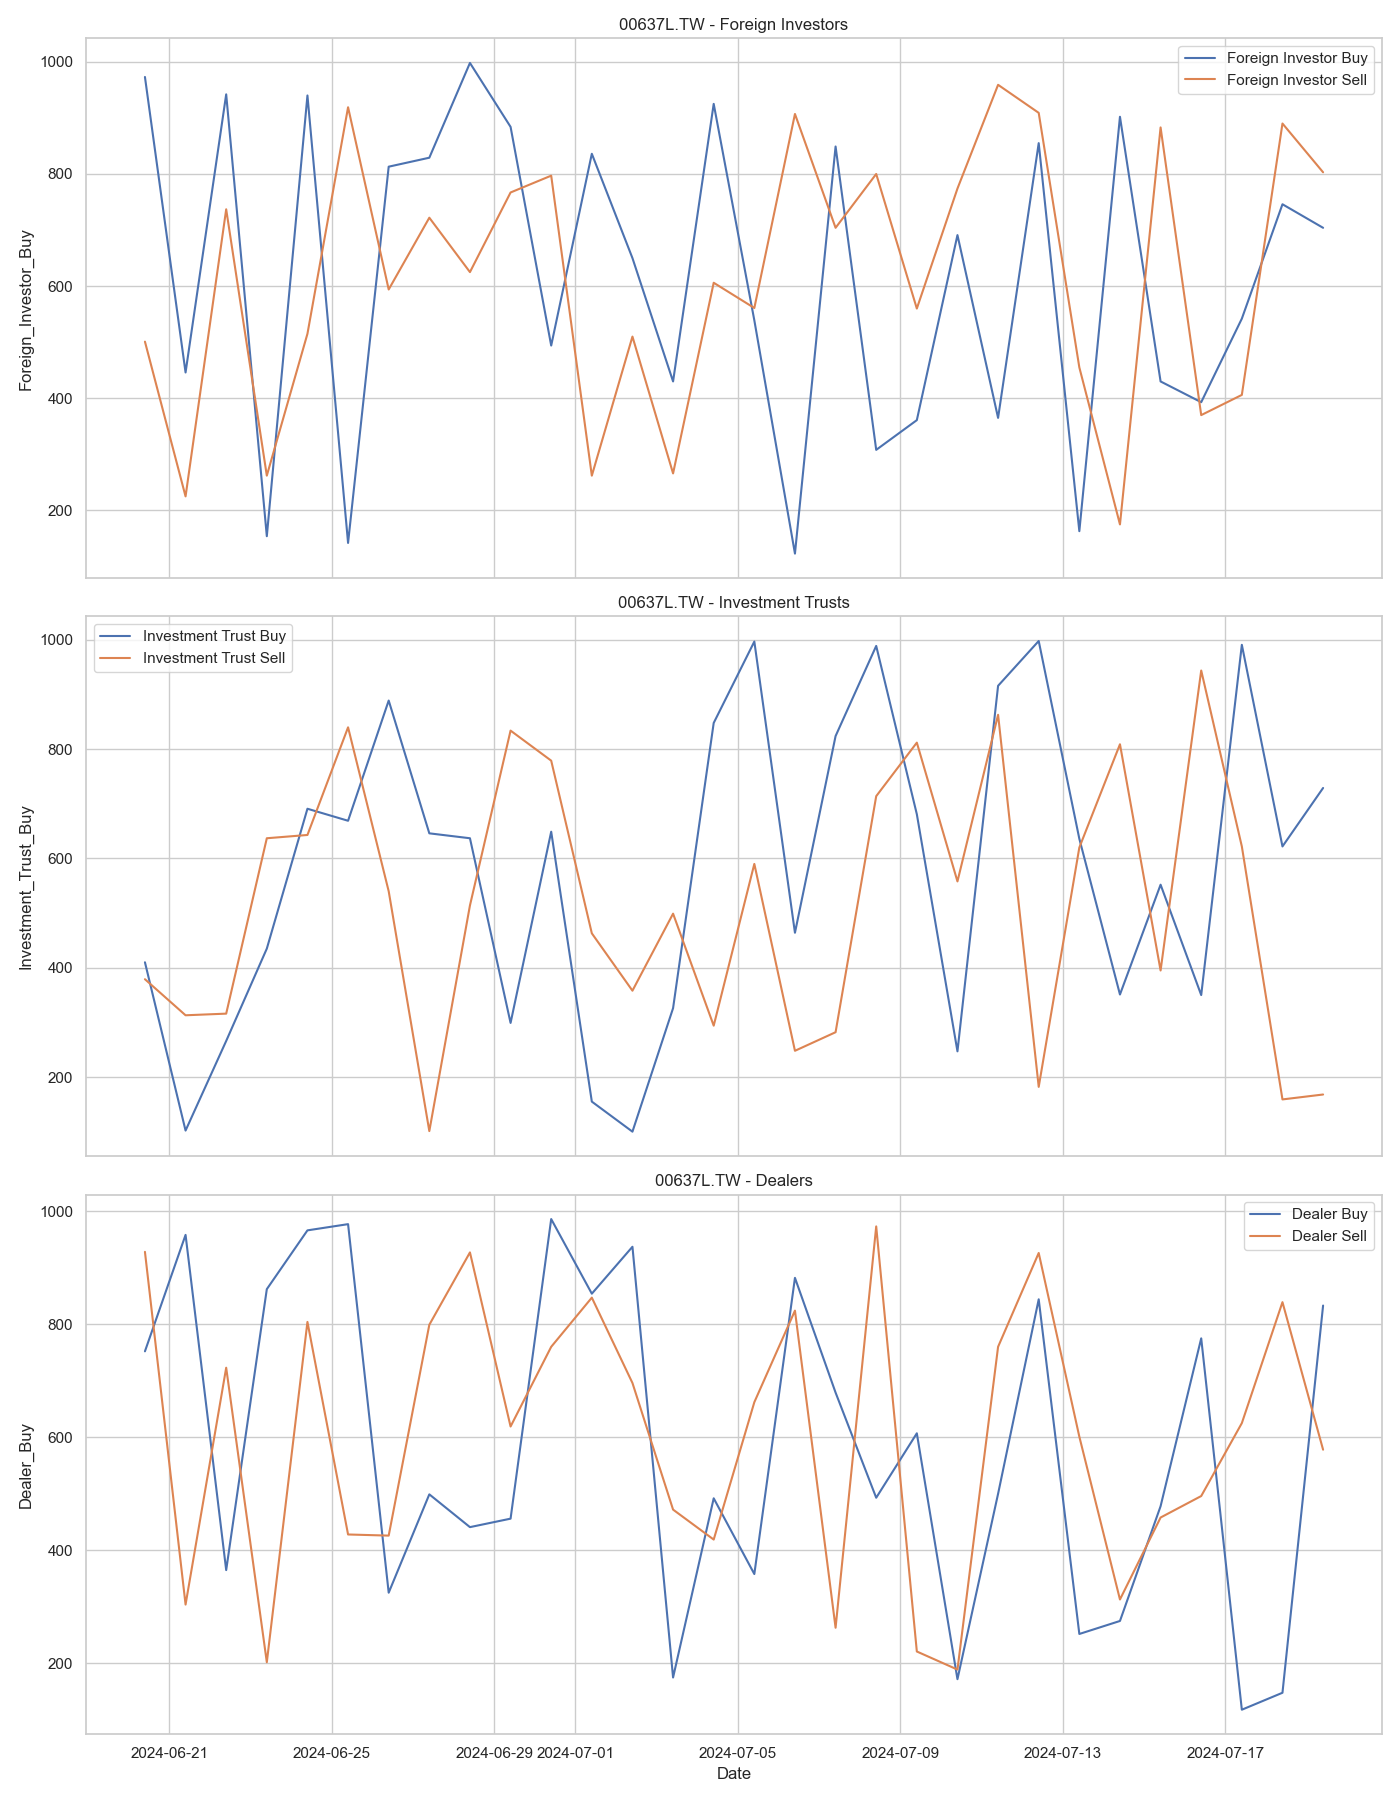 00637L.TW - Foreign Investors
Foreign Investor Buy
Foreign Investor Sell
Foreign_Investor_Buy
1000
800
600
400
200
00637L.TW - Investment Trusts
Investment Trust Buy
Investment Trust Sell
Investment_Trust_Buy
1000
800
600
400
200
00637L.TW - Dealers
Dealer Buy
Dealer Sell
Dealer_Buy
1000
800
600
400
200
2024-06-21 2024-06-25 2024-06-29 2024-07-01 2024-07-05 2024-07-09 2024-07-13 2024-07-17
Date